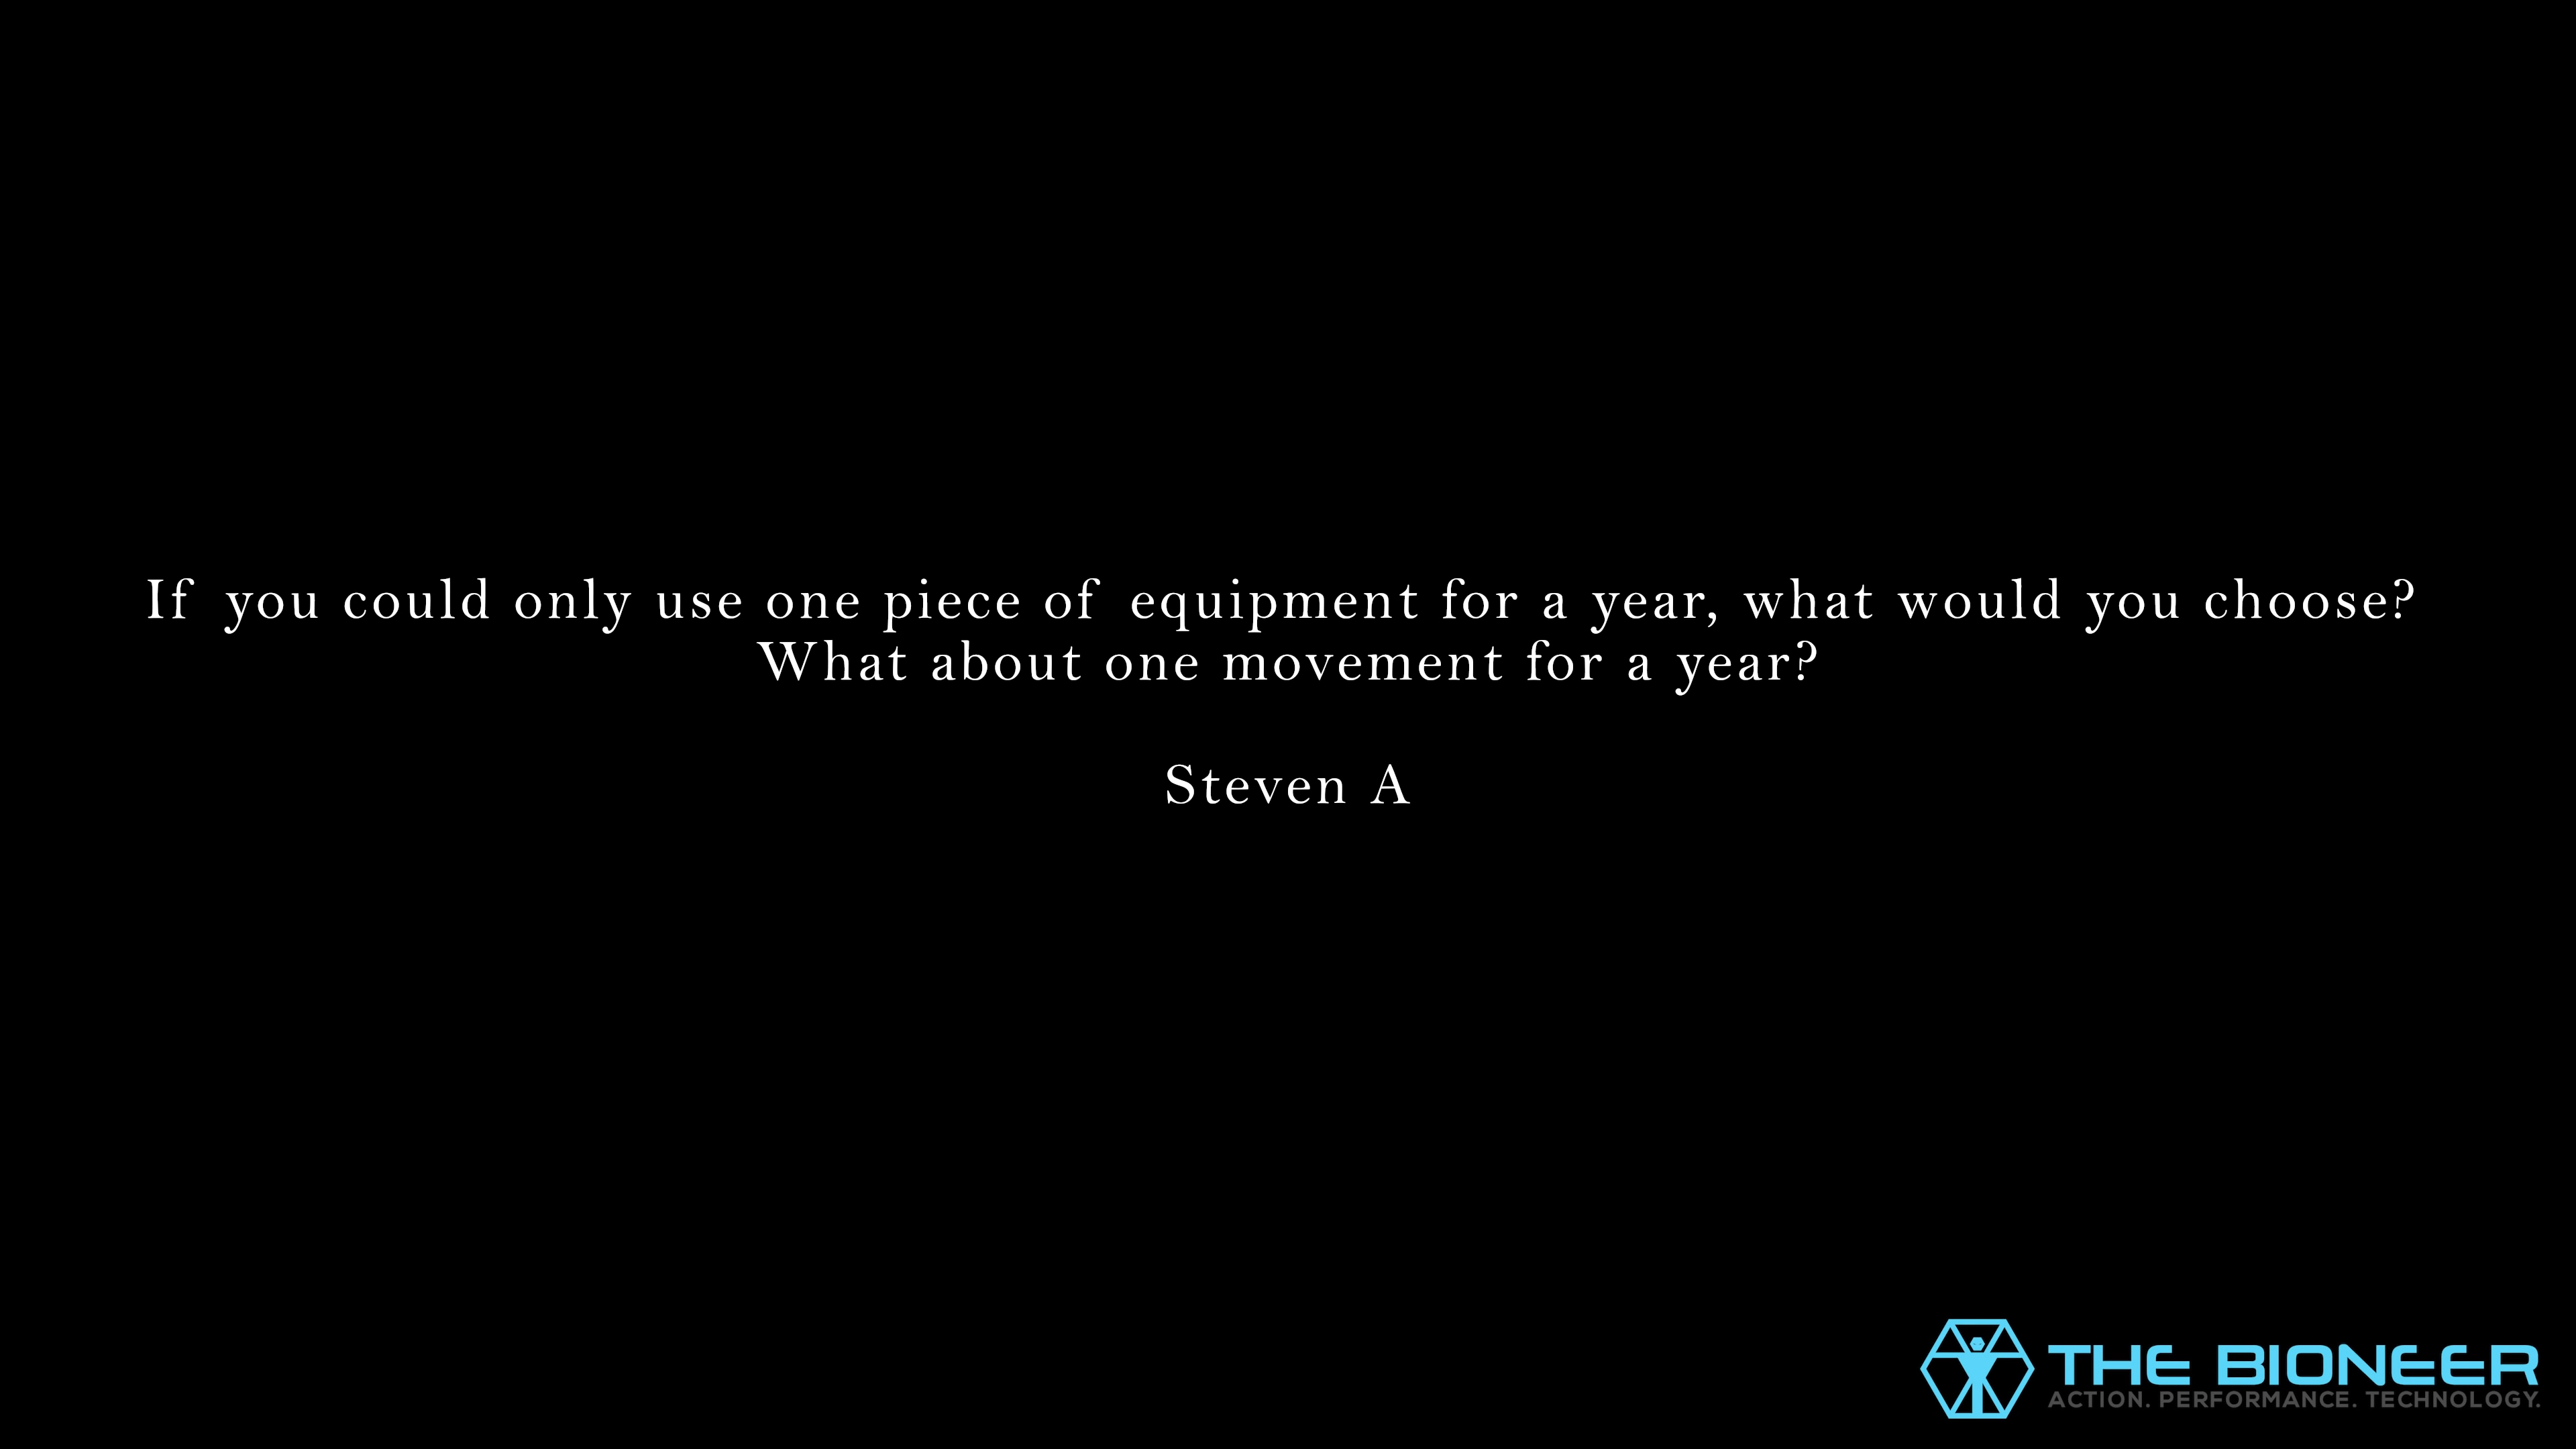 If you could only use one piece of equipment for a year, what would you choose?
What about one movement for a year?
Steven A
THE BIONEER
ACTION. PERFORMANCE. TECHNOLOGY.